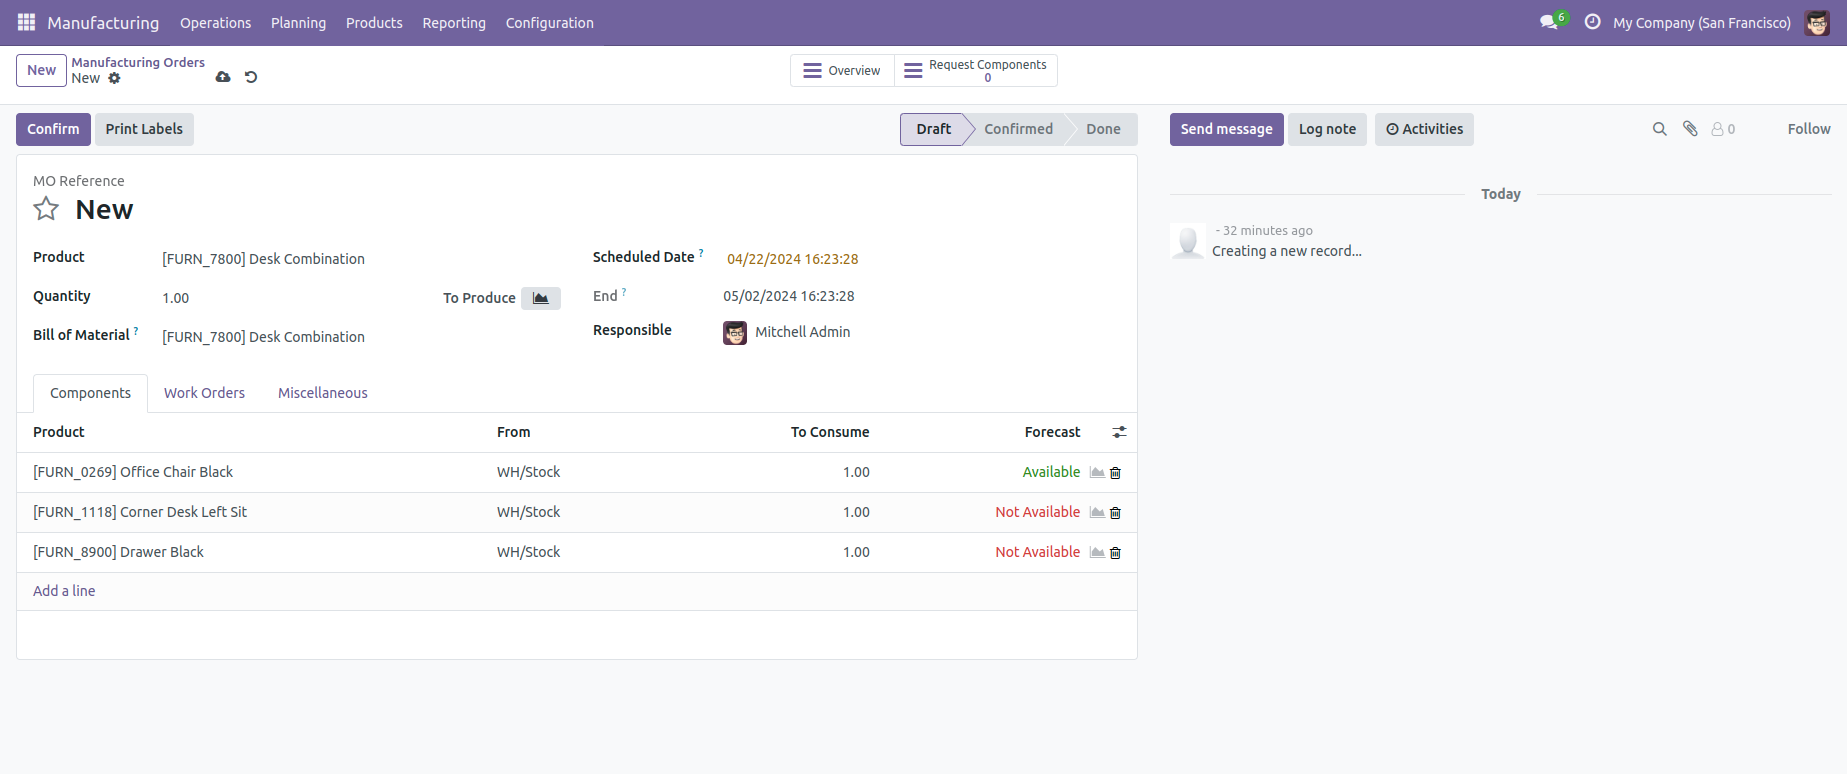 Manufacturing Operations Planning Products Reporting Configuration 6 My Company (San Francisco)
New Manufacturing Orders
New
Overview Request Components
0
Confirm Print Labels Draft Confirmed Done Send message Log note Activities 0 Follow
MO Reference
New
Today
- 32 minutes ago
Creating a new record...
Product [FURN_7800] Desk Combination Scheduled Date ? 04/22/2024 16:23:28
Quantity 1.00 To Produce End ? 05/02/2024 16:23:28
Bill of Material ? [FURN_7800] Desk Combination Responsible Mitchell Admin
Components Work Orders Miscellaneous
Product From To Consume Forecast
[FURN_0269] Office Chair Black WH/Stock 1.00 Available
[FURN_1118] Corner Desk Left Sit WH/Stock 1.00 Not Available
[FURN_8900] Drawer Black WH/Stock 1.00 Not Available
Add a line